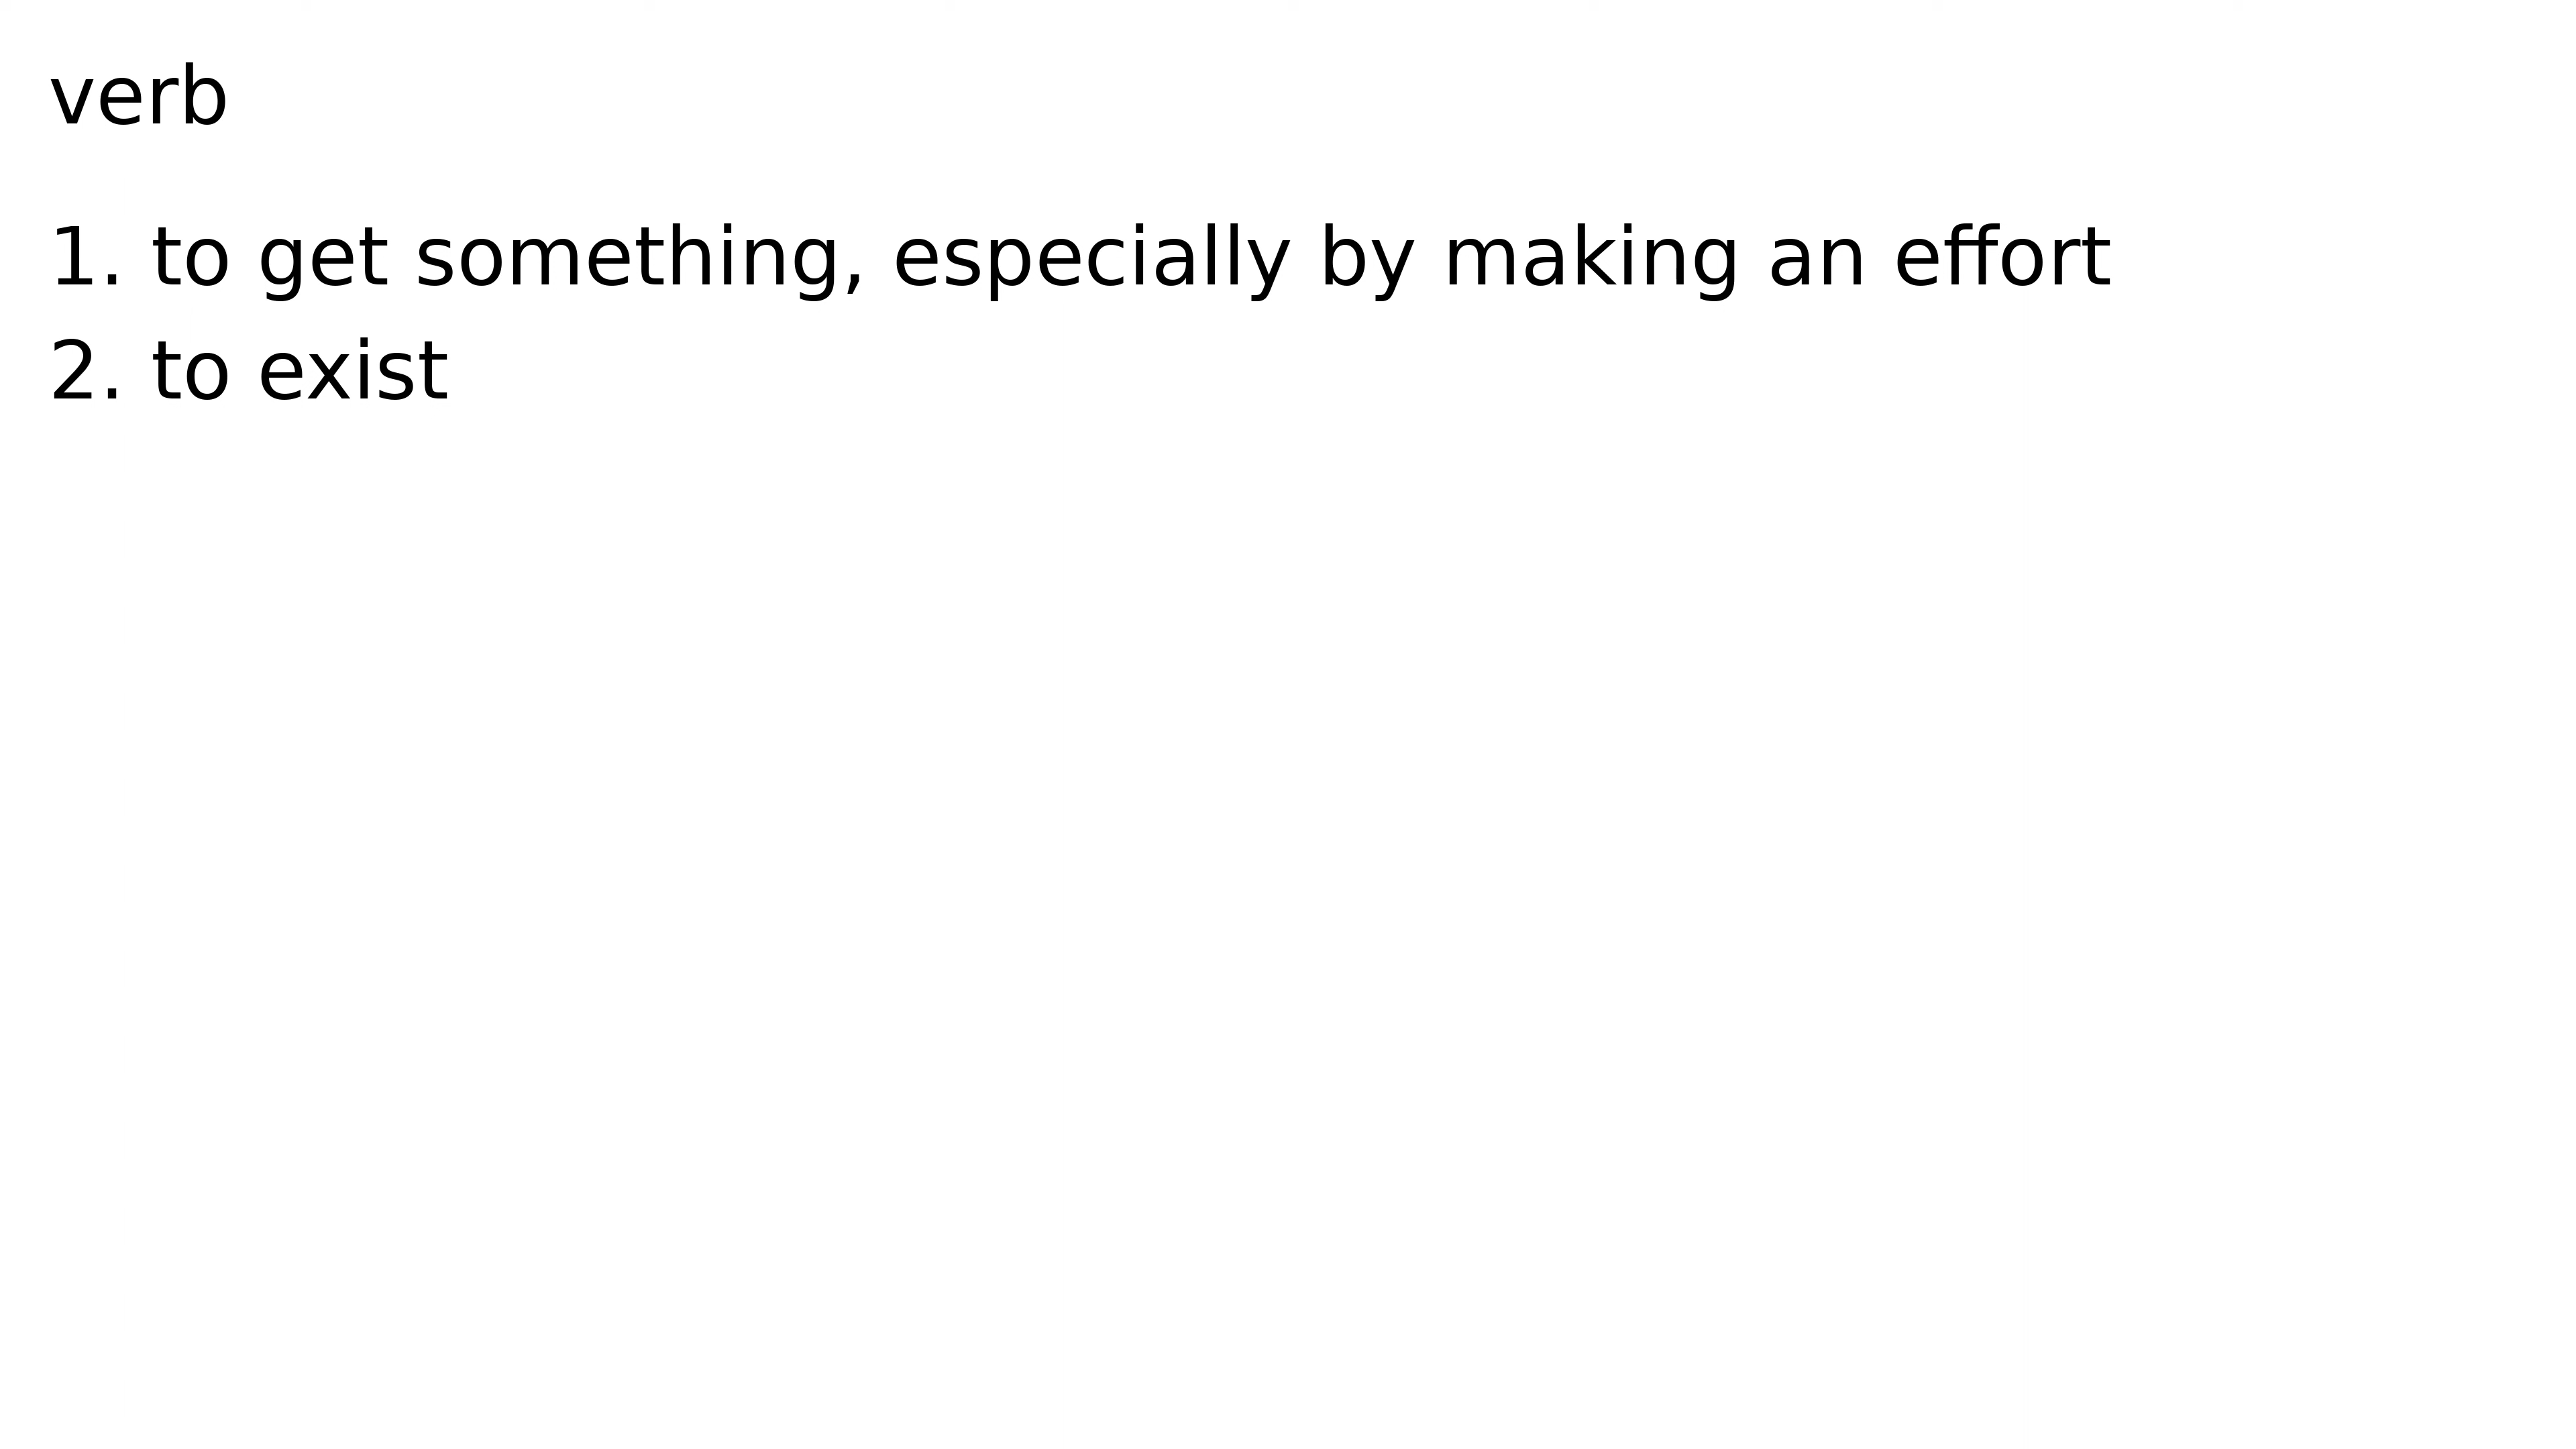 verb
1. to get something, especially by making an effort
2. to exist